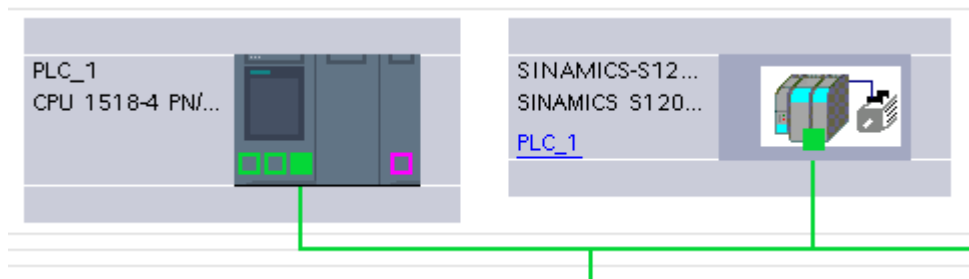 PLC_1
CPU 1518-4 PN/...
SINAMICS-S12...
SINAMICS S120...
PLC_1